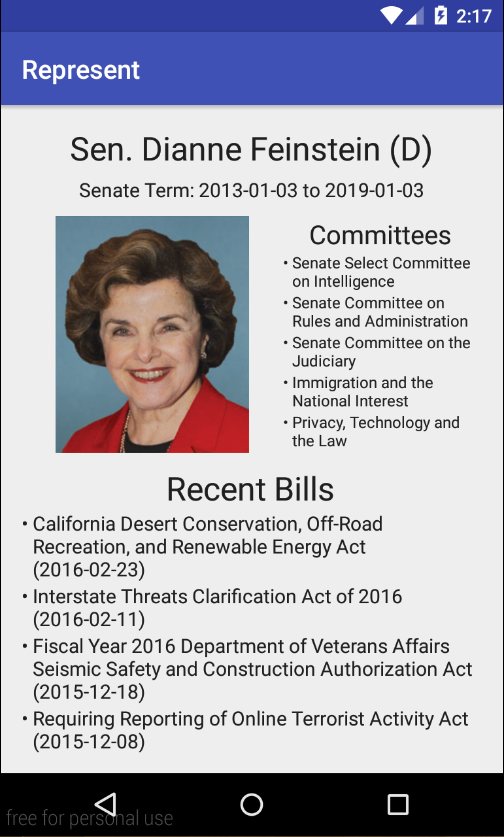 2:17
Represent
Sen. Dianne Feinstein (D)
Senate Term: 2013-01-03 to 2019-01-03
Committees
• Senate Select Committee
on Intelligence
• Senate Committee on
Rules and Administration
• Senate Committee on the
Judiciary
• Immigration and the
National Interest
• Privacy, Technology and
the Law
Recent Bills
• California Desert Conservation, Off-Road
Recreation, and Renewable Energy Act
(2016-02-23)
• Interstate Threats Clarification Act of 2016
(2016-02-11)
• Fiscal Year 2016 Department of Veterans Affairs
Seismic Safety and Construction Authorization Act
(2015-12-18)
• Requiring Reporting of Online Terrorist Activity Act
(2015-12-08)
free for personal use